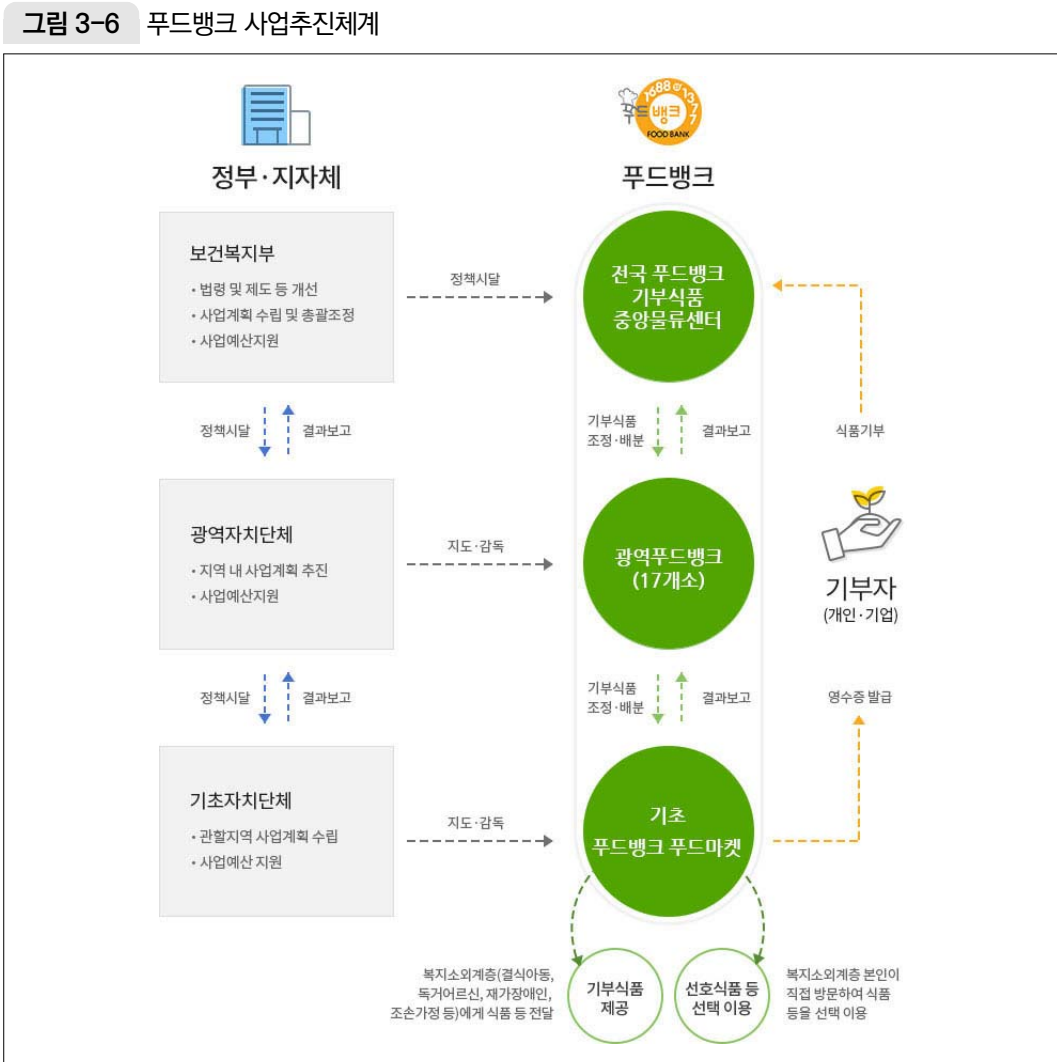 그림 3-6 푸드뱅크 사업추진체계
정부·지자체
1688 1377
푸드뱅크
FOOD BANK
푸드뱅크
보건복지부
• 법령 및 제도 등 개선
• 사업계획 수립 및 총괄조정
• 사업예산지원
정책시달
전국 푸드뱅크
기부식품
중앙물류센터
정책시달
결과보고
기부식품
조정·배분
결과보고
식품기부
광역자치단체
• 지역 내 사업계획 추진
• 사업예산지원
지도·감독
광역푸드뱅크
(17개소)
기부자
(개인·기업)
정책시달
결과보고
기부식품
조정·배분
결과보고
영수증 발급
기초자치단체
• 관할지역 사업계획 수립
• 사업예산 지원
지도·감독
기초
푸드뱅크 푸드마켓
복지소외계층(결식아동,
독거어르신, 재가장애인,
조손가정 등)에게 식품 등 전달
기부식품
제공
선호식품 등
선택 이용
복지소외계층 본인이
직접 방문하여 식품
등을 선택 이용